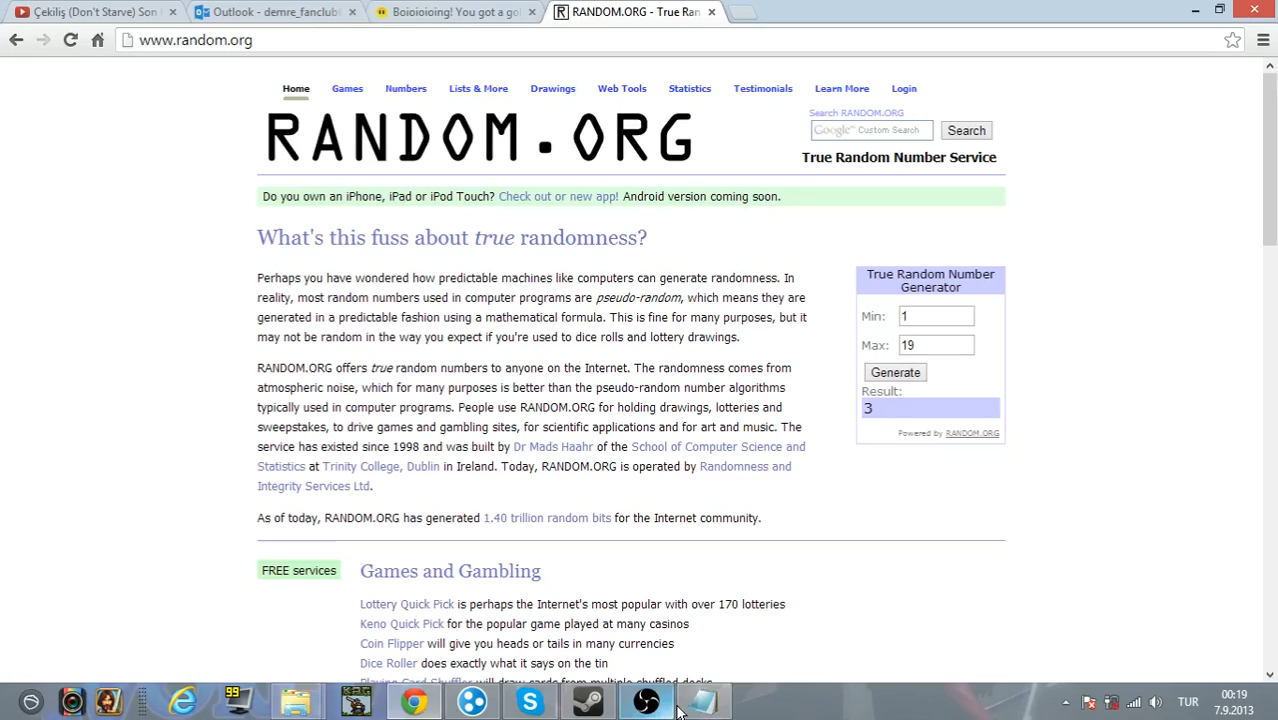 Çekiliş (Don't Starve) Son
Outlook - demre_fanclub
Boioioioing! You got a go
RANDOM.ORG - True Ran
www.random.org
Home Games Numbers Lists & More Drawings Web Tools Statistics Testimonials Learn More Login
RANDOM.ORG
Search RANDOM.ORG
Google™ Custom Search Search
True Random Number Service
Do you own an iPhone, iPad or iPod Touch? Check out or new app! Android version coming soon.
What's this fuss about true randomness?
Perhaps you have wondered how predictable machines like computers can generate randomness. In
reality, most random numbers used in computer programs are pseudo-random, which means they are
generated in a predictable fashion using a mathematical formula. This is fine for many purposes, but it
may not be random in the way you expect if you're used to dice rolls and lottery drawings.
RANDOM.ORG offers true random numbers to anyone on the Internet. The randomness comes from
atmospheric noise, which for many purposes is better than the pseudo-random number algorithms
typically used in computer programs. People use RANDOM.ORG for holding drawings, lotteries and
sweepstakes, to drive games and gambling sites, for scientific applications and for art and music. The
service has existed since 1998 and was built by Dr Mads Haahr of the School of Computer Science and
Statistics at Trinity College, Dublin in Ireland. Today, RANDOM.ORG is operated by Randomness and
Integrity Services Ltd.
As of today, RANDOM.ORG has generated 1.40 trillion random bits for the Internet community.
True Random Number
Generator
Min: 1
Max: 19
Generate
Result:
3
Powered by RANDOM.ORG
FREE services
Games and Gambling
Lottery Quick Pick is perhaps the Internet's most popular with over 170 lotteries
Keno Quick Pick for the popular game played at many casinos
Coin Flipper will give you heads or tails in many currencies
Dice Roller does exactly what it says on the tin
Playing Card Shuffler will draw cards from multiple shuffled decks
99
TUR
00:19
7.9.2013